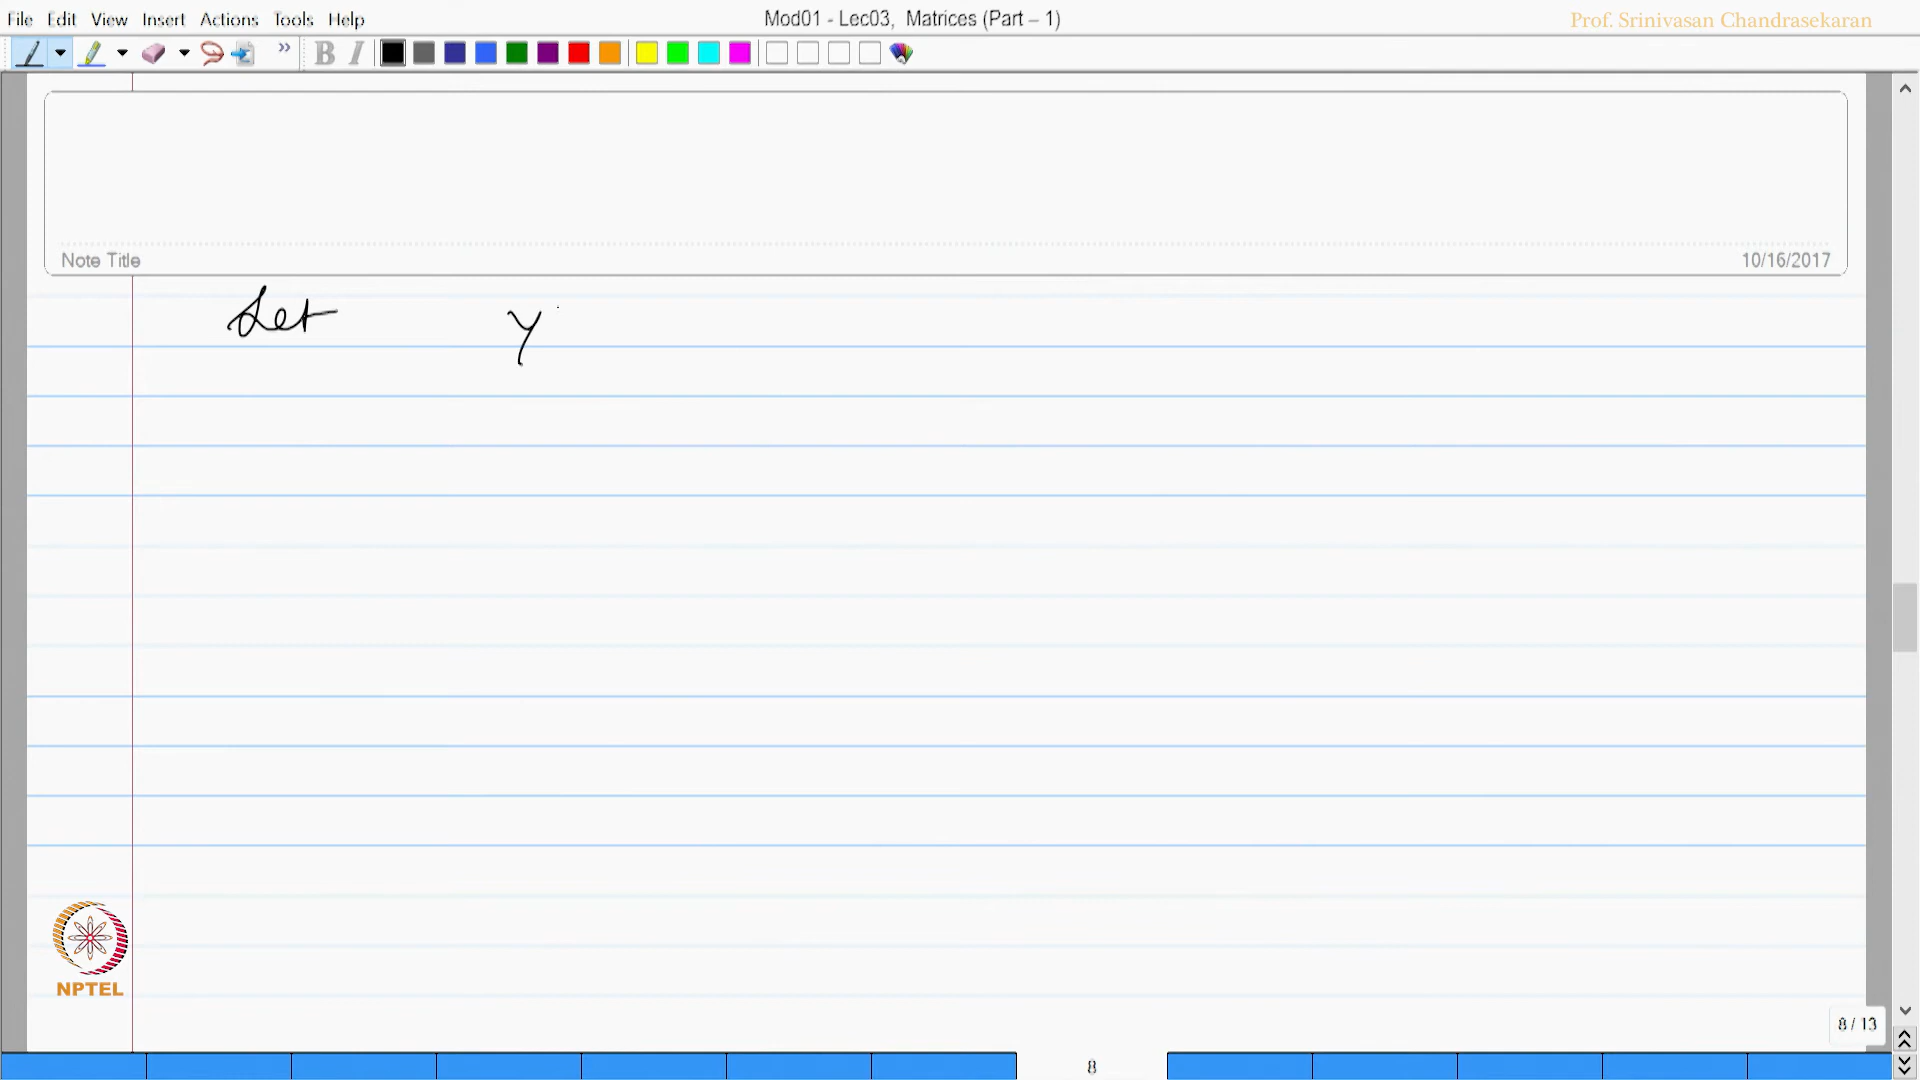 File Edit View Insert Actions Tools Help Mod01 - Lec03, Matrices (Part – 1) Prof. Srinivasan Chandrasekaran
B I
Note Title 10/16/2017
Let y
NPTEL
8 / 13
8